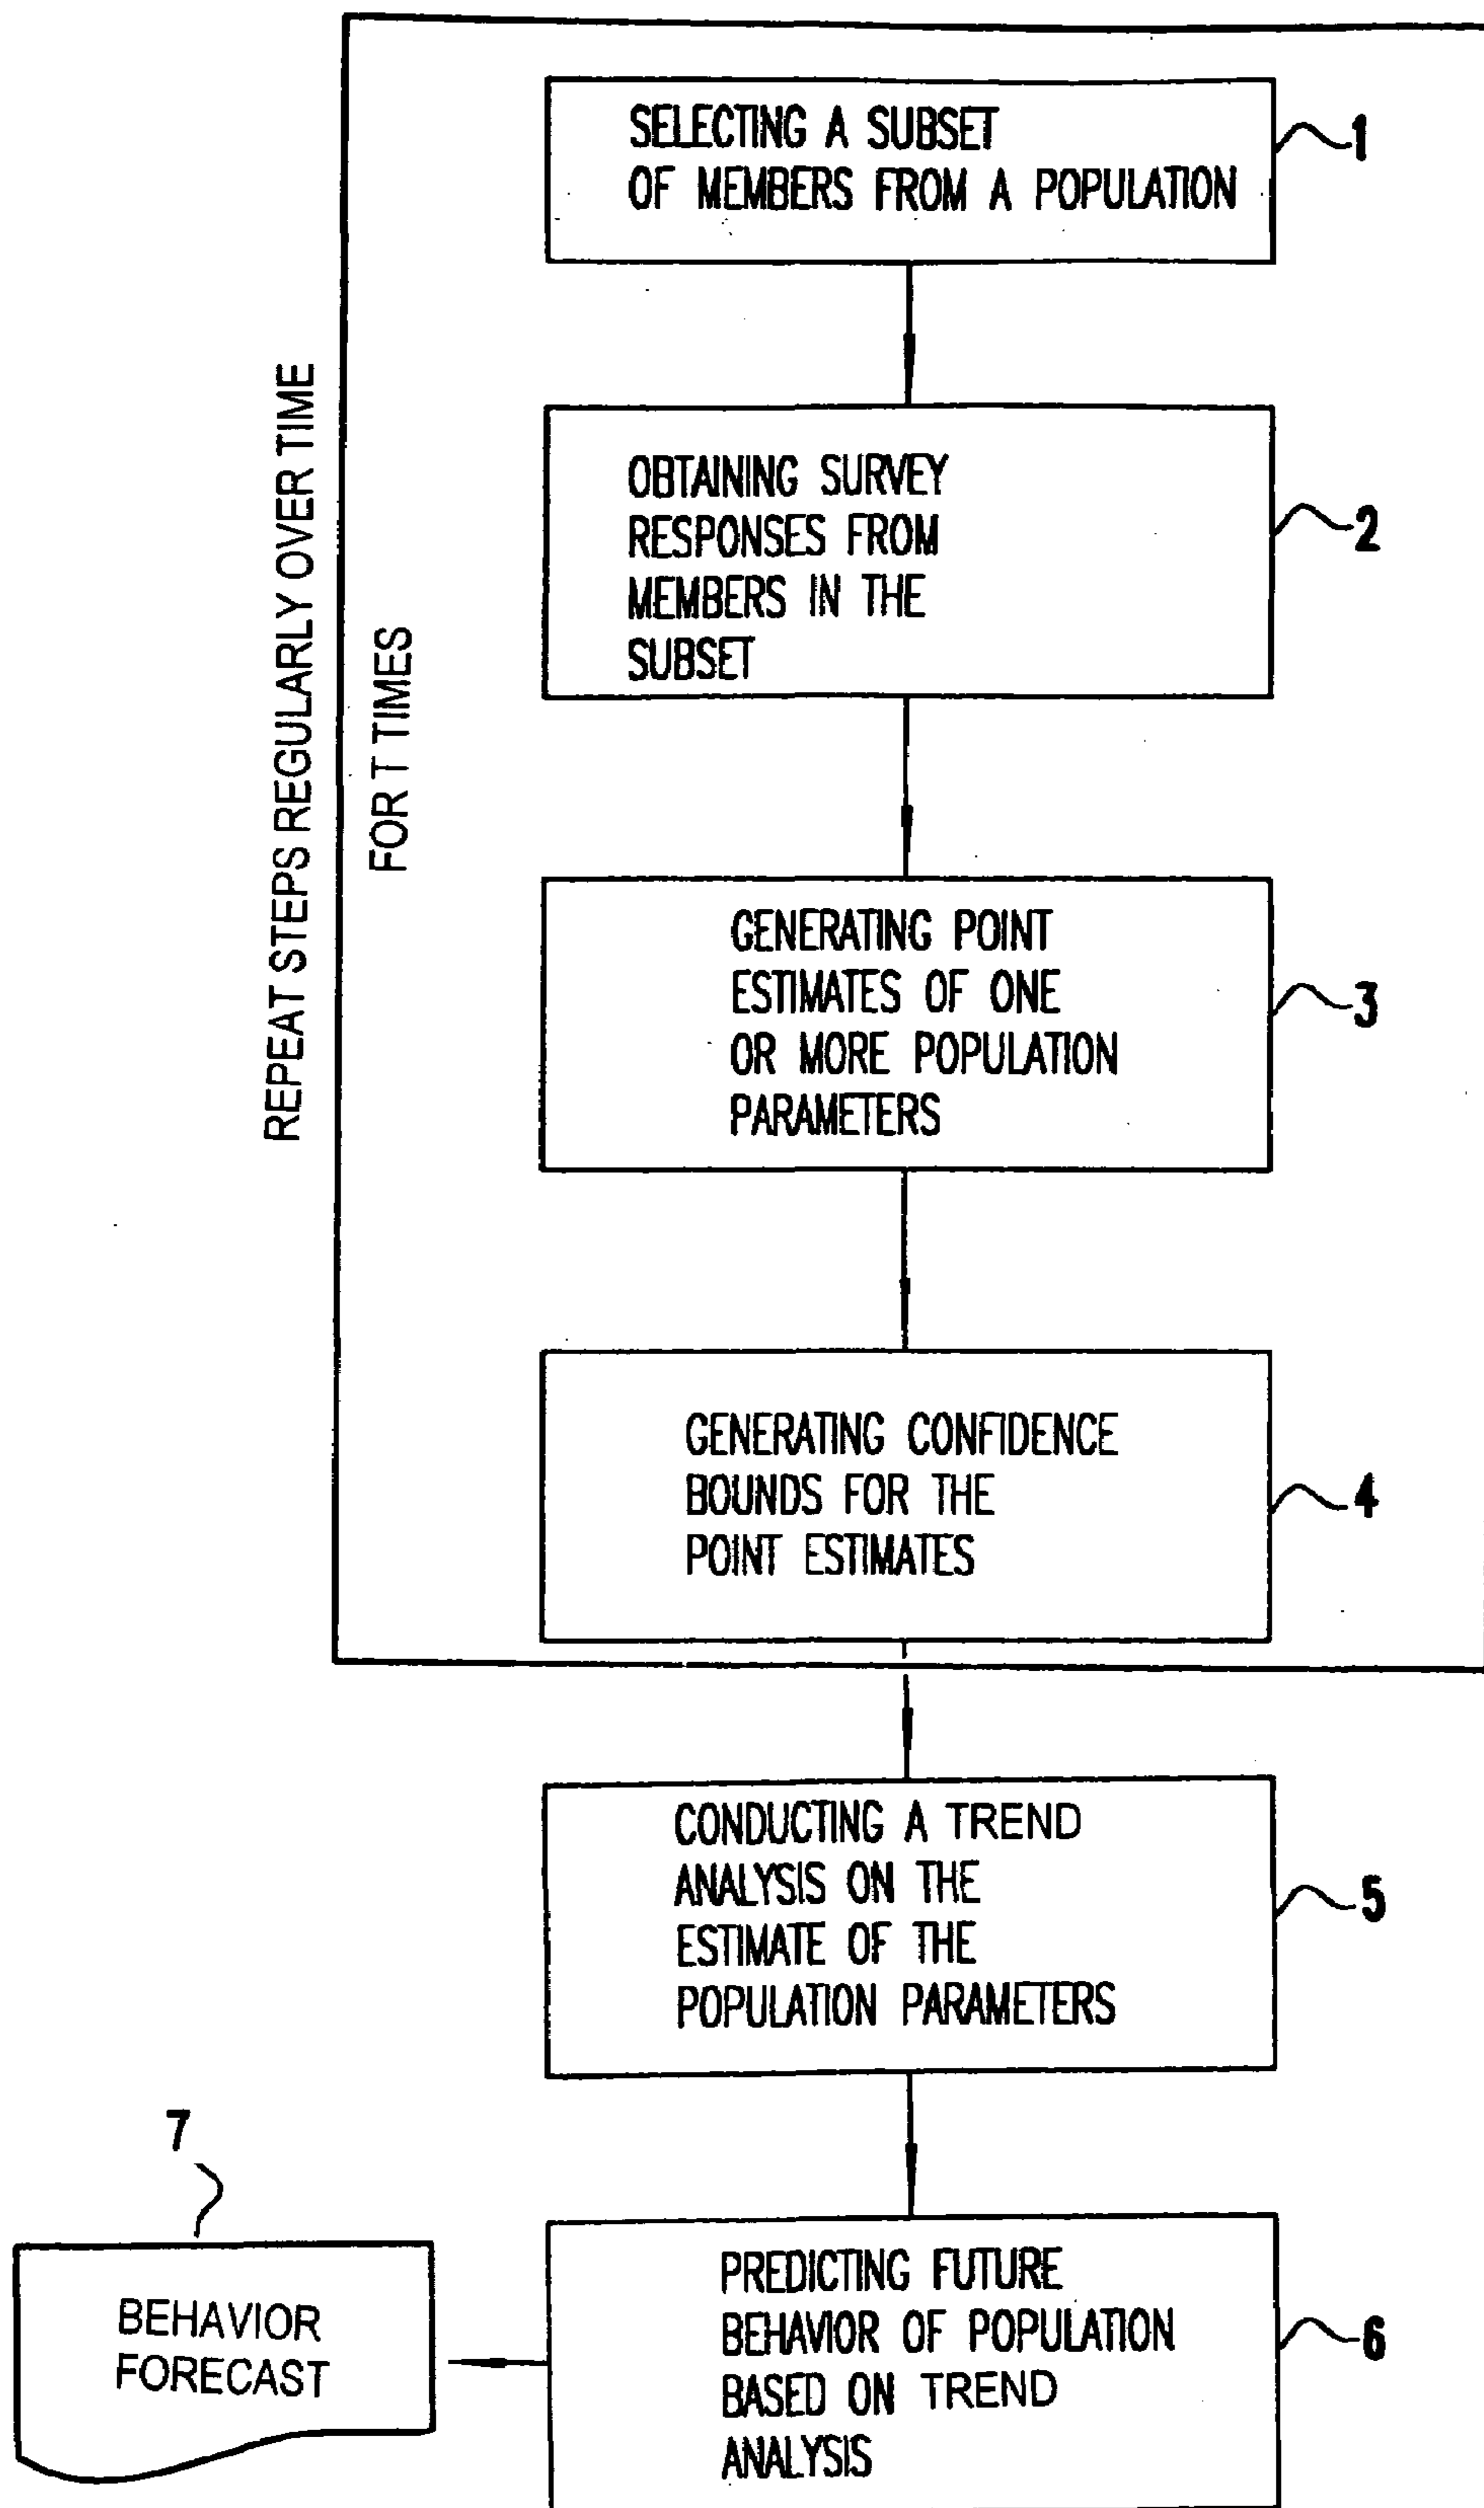 SELECTING A SUBSET
OF MEMBERS FROM A POPULATION
1
OBTAINING SURVEY
RESPONSES FROM
MEMBERS IN THE
SUBSET
2
REPEAT STEPS REGULARLY OVER TIME
FOR T TIMES
GENERATING POINT
ESTIMATES OF ONE
OR MORE POPULATION
PARAMETERS
3
GENERATING CONFIDENCE
BOUNDS FOR THE
POINT ESTIMATES
4
CONDUCTING A TREND
ANALYSIS ON THE
ESTIMATE OF THE
POPULATION PARAMETERS
5
PREDICTING FUTURE
BEHAVIOR OF POPULATION
BASED ON TREND
ANALYSIS
6
7
BEHAVIOR
FORECAST